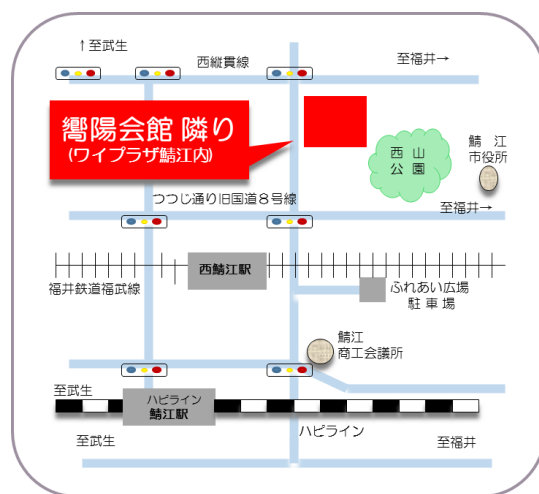 ↑至武生
西縦貫線
至福井→
嚮陽会館 隣り
(ワイプラザ鯖江内)
西山
公園
鯖 江
市役所
つつじ通り旧国道８号線
至福井→
西鯖江駅
福井鉄道福武線
ふれあい広場
駐 車 場
鯖江
商工会議所
至武生
ハピライン
鯖江駅
ハピライン
至武生
至福井